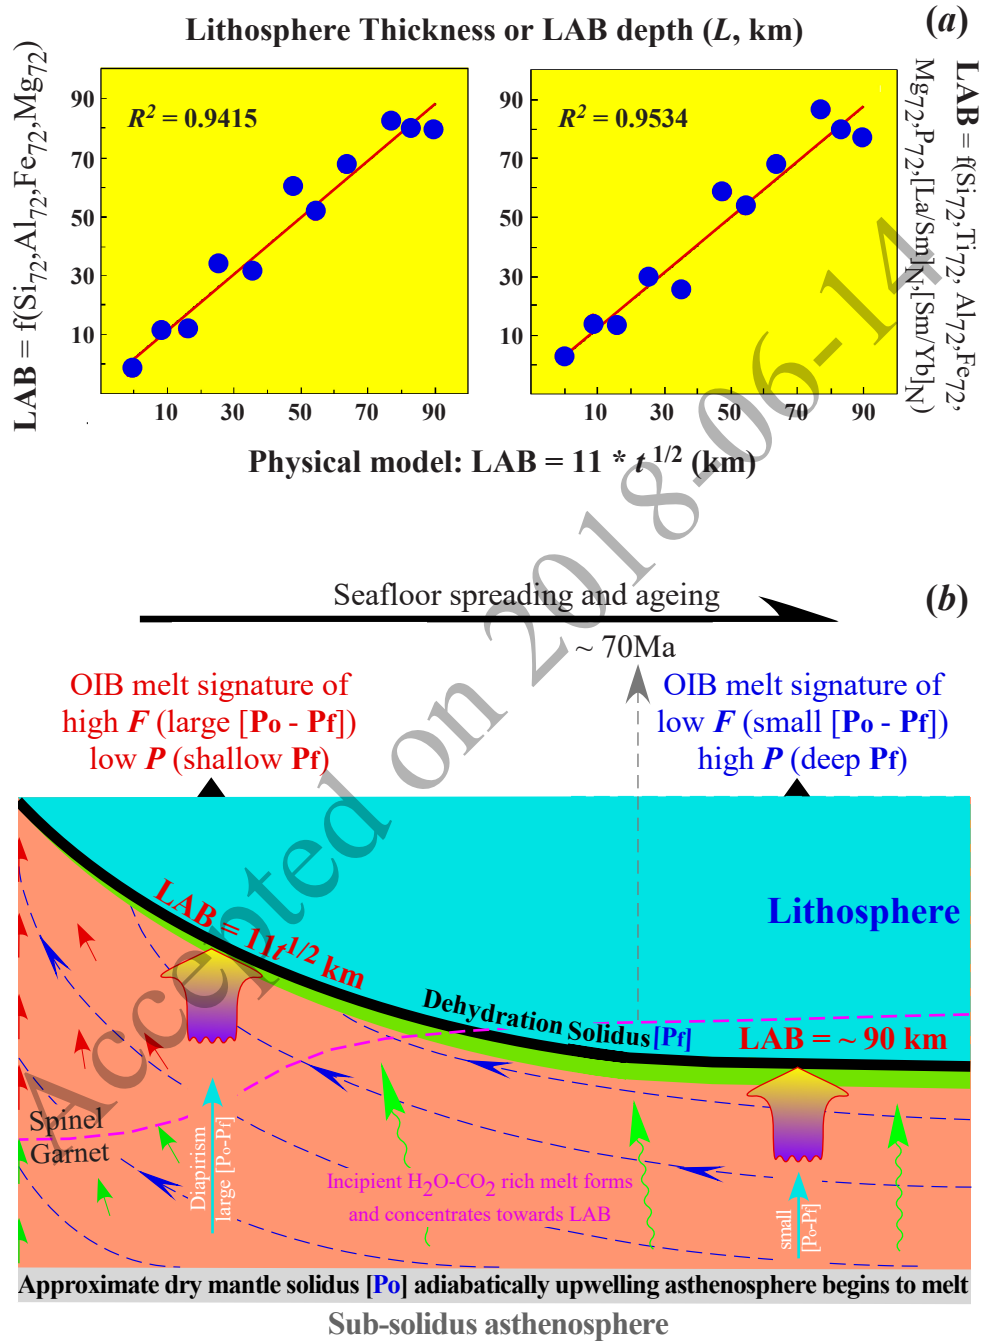 Lithosphere Thickness or LAB depth (L, km)
(a)
LAB = f(Si72,Al72,Fe72,Mg72)
R² = 0.9415
90
70
50
30
10
10
30
50
70
90
R² = 0.9534
90
70
50
30
10
10
30
50
70
90
LAB = f(Si72,Ti72, Al72,Fe72,
Mg72,P72,[La/Sm]N,[Sm/Yb]N)
Physical model: LAB = 11 * t 1/2 (km)
Accepted on 2018-06-14
(b)
Seafloor spreading and ageing
~ 70Ma
OIB melt signature of
high F (large [Po - Pf])
low P (shallow Pf)
OIB melt signature of
low F (small [Po - Pf])
high P (deep Pf)
LAB = 11t1/2 km
Lithosphere
Dehydration Solidus [Pf]
LAB = ~ 90 km
Spinel
Garnet
Diapirism
large [Po-Pf]
Incipient H2O-CO2 rich melt forms
and concentrates towards LAB
small
[Po-Pf]
Approximate dry mantle solidus [Po] adiabatically upwelling asthenosphere begins to melt
Sub-solidus asthenosphere